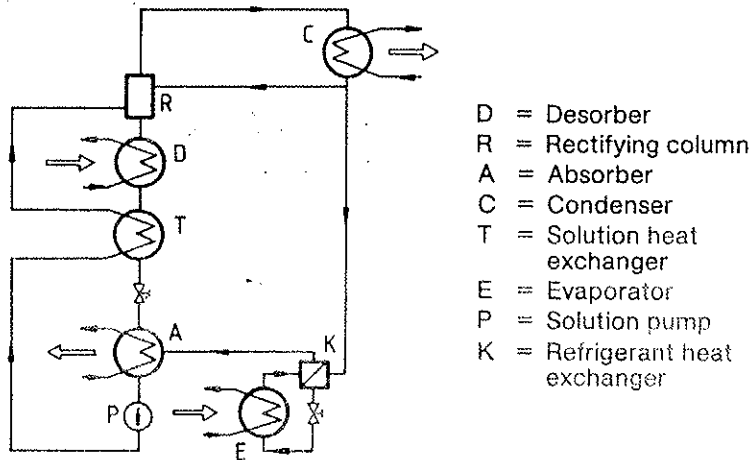 C
R
D
T
A
K
P
E
D = Desorber
R = Rectifying column
A = Absorber
C = Condenser
T = Solution heat
exchanger
E = Evaporator
P = Solution pump
K = Refrigerant heat
exchanger